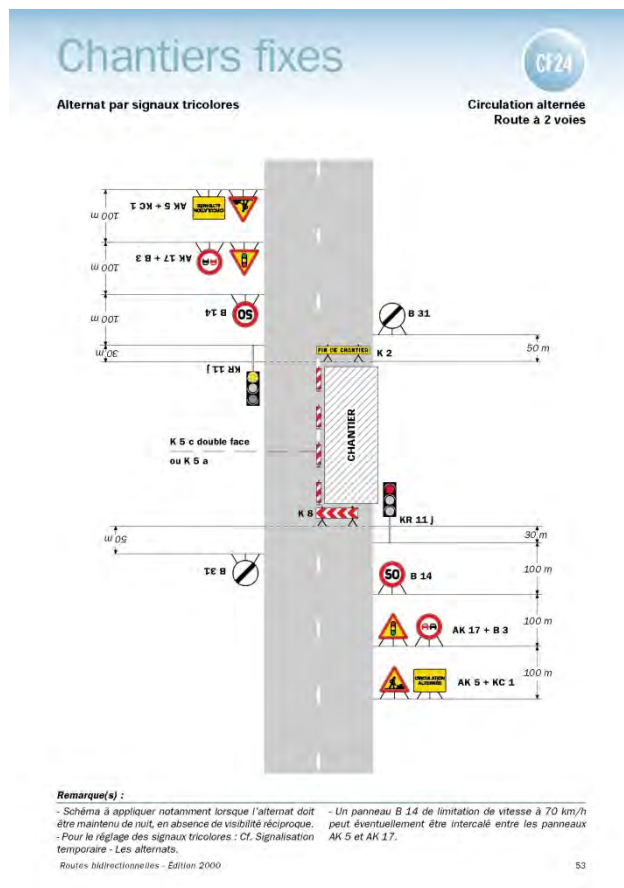 Chantiers fixes
CF24
Alternat par signaux tricolores
Circulation alternée
Route à 2 voies
100 m
AK 5 + KC 1
CIRCULATION
ALTERNÉE
100 m
AK 17 + B 3
100 m
B 14
50
B 31
30 m
KR 11 j
FIN DE CHANTIER
K 2
50 m
CHANTIER
K 5 c double face
ou K 5 a
K 8
KR 11 j
50 m
30 m
B 31
50
B 14
100 m
AK 17 + B 3
100 m
CIRCULATION
ALTERNÉE
AK 5 + KC 1
100 m
Remarque(s) :
- Schéma à appliquer notamment lorsque l'alternat doit
être maintenu de nuit, en absence de visibilité réciproque.
- Pour le réglage des signaux tricolores : Cf. Signalisation
temporaire - Les alternats.
- Un panneau B 14 de limitation de vitesse à 70 km/h
peut éventuellement être intercalé entre les panneaux
AK 5 et AK 17.
Routes bidirectionnelles - Édition 2000
53